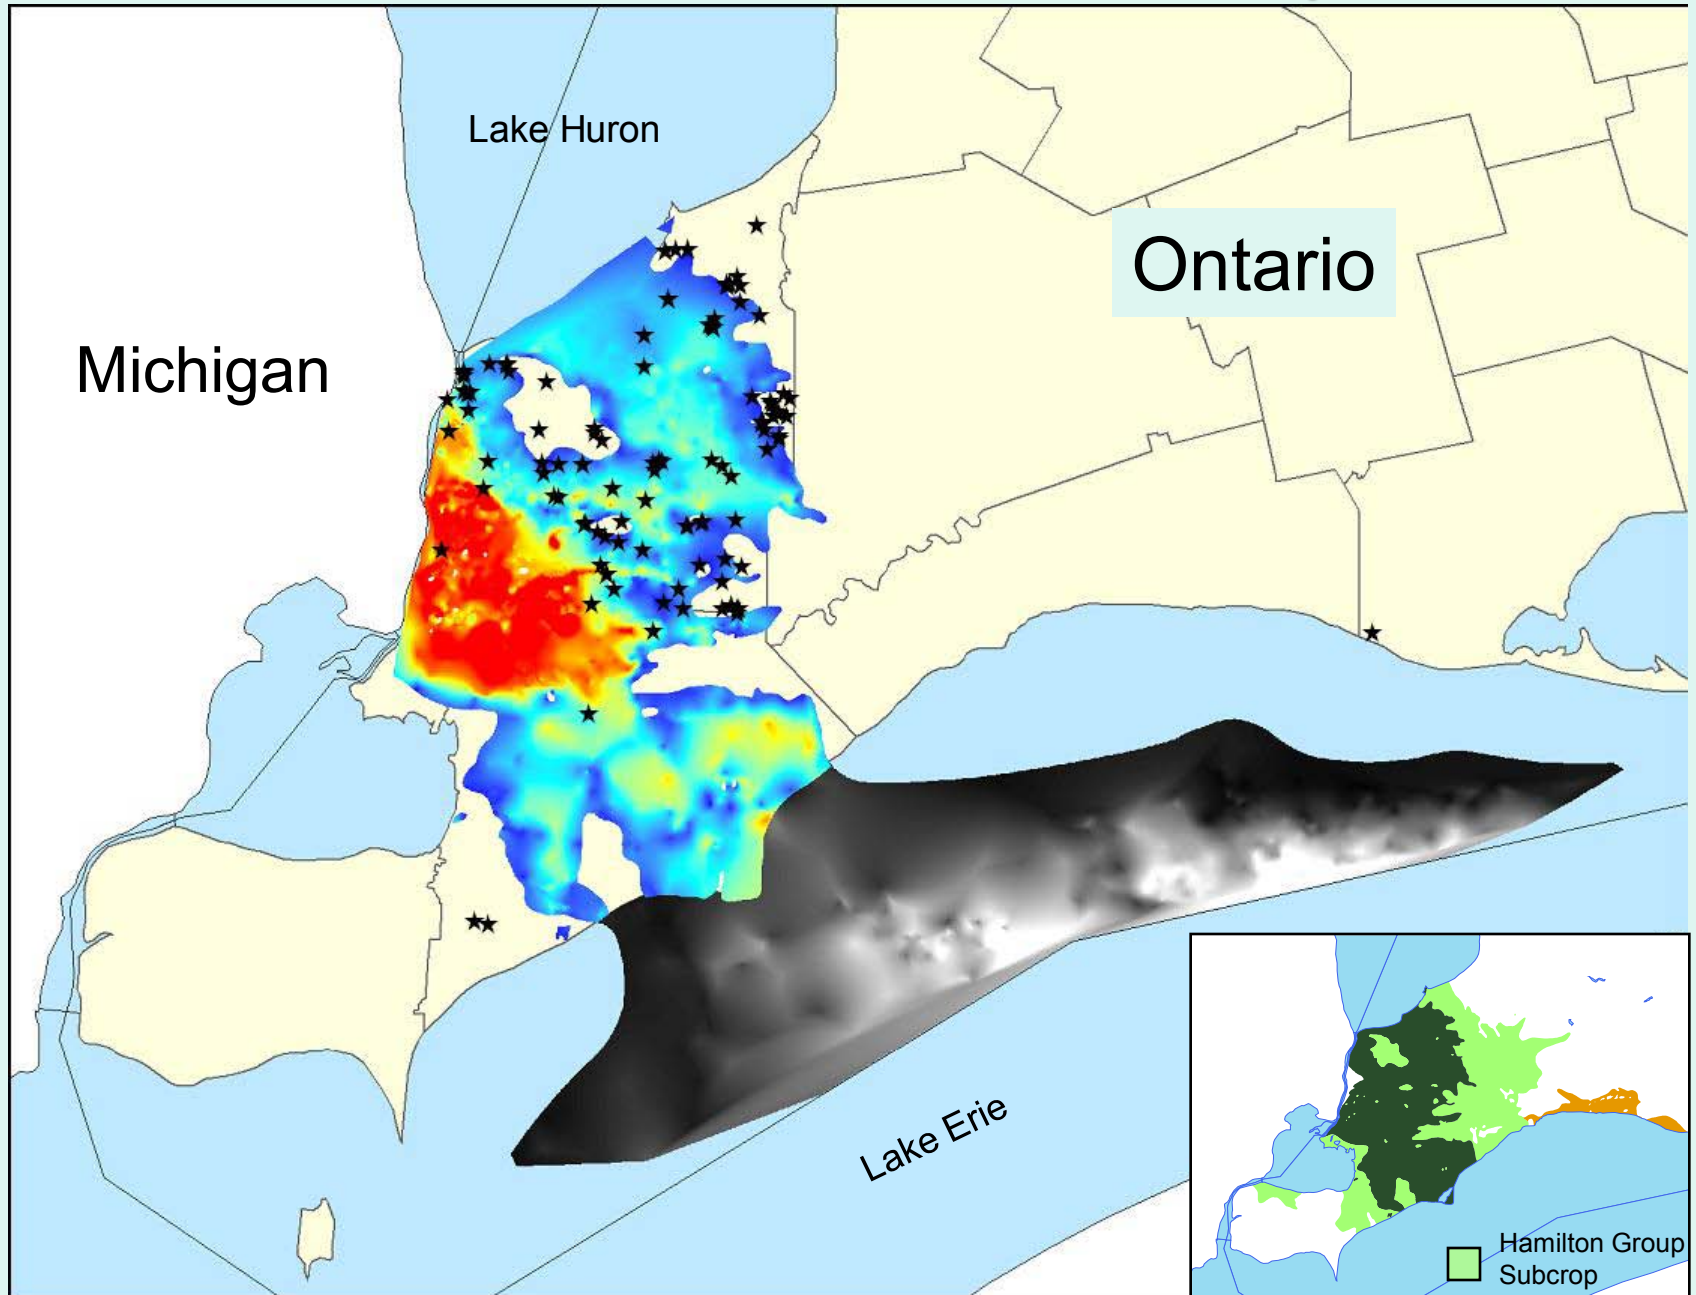 Lake Huron
Ontario
Michigan
Lake Erie
Hamilton Group
Subcrop